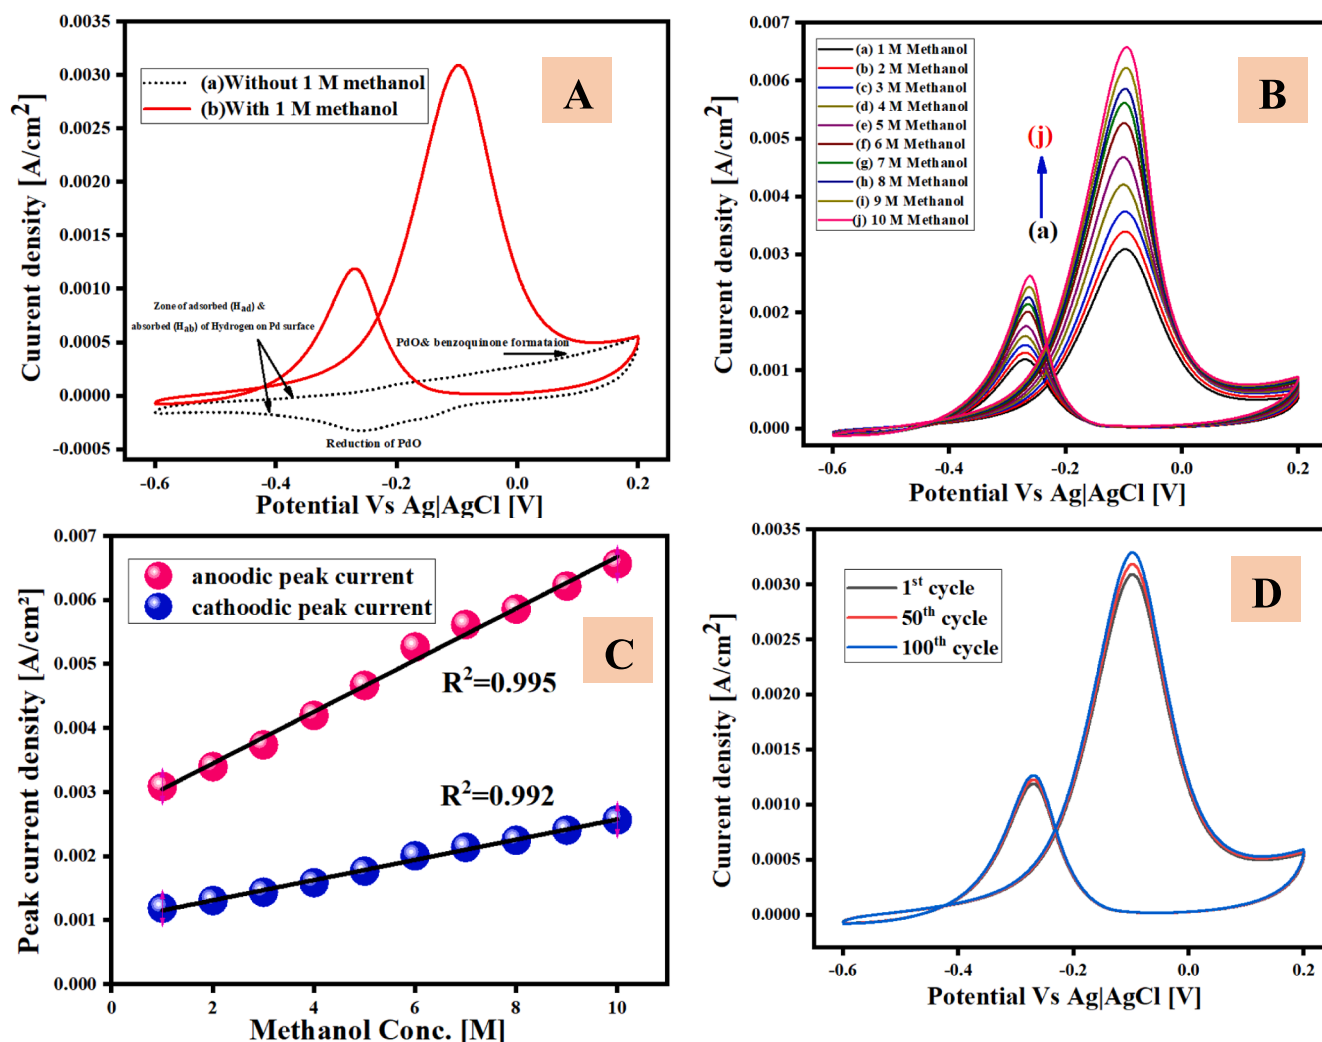 0.0035
0.0030
0.0025
0.0020
0.0015
0.0010
0.0005
0.0000
-0.0005
Cuurent density [A/cm²]
(a)Without 1 M methanol
(b)With 1 M methanol
A
Zone of adsorbed (Had) &
absorbed (Hab) of Hydrogen on Pd surface
PdO& benzoquinone formataion
Reduction of PdO
-0.6 -0.4 -0.2 0.0 0.2
Potential Vs Ag|AgCl [V]
0.007
0.006
0.005
0.004
0.003
0.002
0.001
0.000
Cuurent density [A/cm²]
(a) 1 M Methanol
(b) 2 M Methanol
(c) 3 M Methanol
(d) 4 M Methanol
(e) 5 M Methanol
(f) 6 M Methanol
(g) 7 M Methanol
(h) 8 M Methanol
(i) 9 M Methanol
(j) 10 M Methanol
B
(j)
(a)
-0.6 -0.4 -0.2 0.0 0.2
Potential Vs Ag|AgCl [V]
0.007
0.006
0.005
0.004
0.003
0.002
0.001
0.000
Peak current density [A/cm²]
anoodic peak current
cathoodic peak current
C
R²=0.995
R²=0.992
0 2 4 6 8 10
Methanol Conc. [M]
0.0035
0.0030
0.0025
0.0020
0.0015
0.0010
0.0005
0.0000
Cuurent density [A/cm²]
1st cycle
50th cycle
100th cycle
D
-0.6 -0.4 -0.2 0.0 0.2
Potential Vs Ag|AgCl [V]